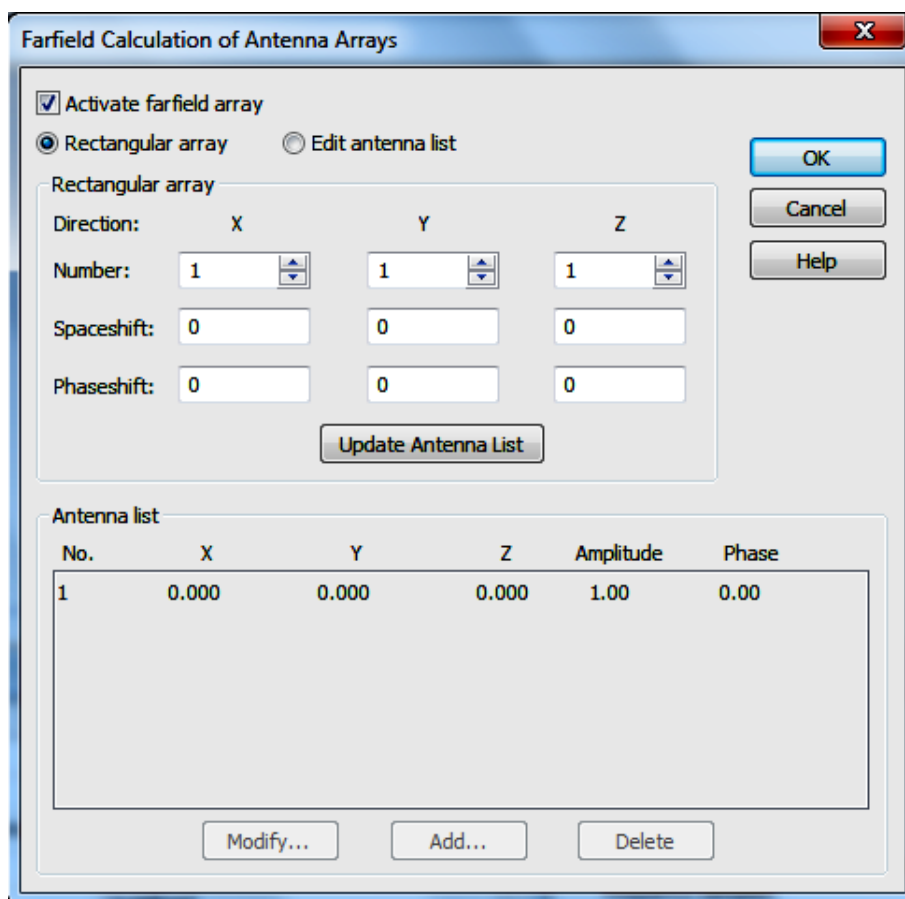 Farfield Calculation of Antenna Arrays
x
Activate farfield array
Rectangular array Edit antenna list
OK
Rectangular array
Cancel
Direction: X Y Z
Help
Number: 1 1 1
Spaceshift: 0 0 0
Phaseshift: 0 0 0
Update Antenna List
Antenna list
No. X Y Z Amplitude Phase
1 0.000 0.000 0.000 1.00 0.00
Modify... Add... Delete